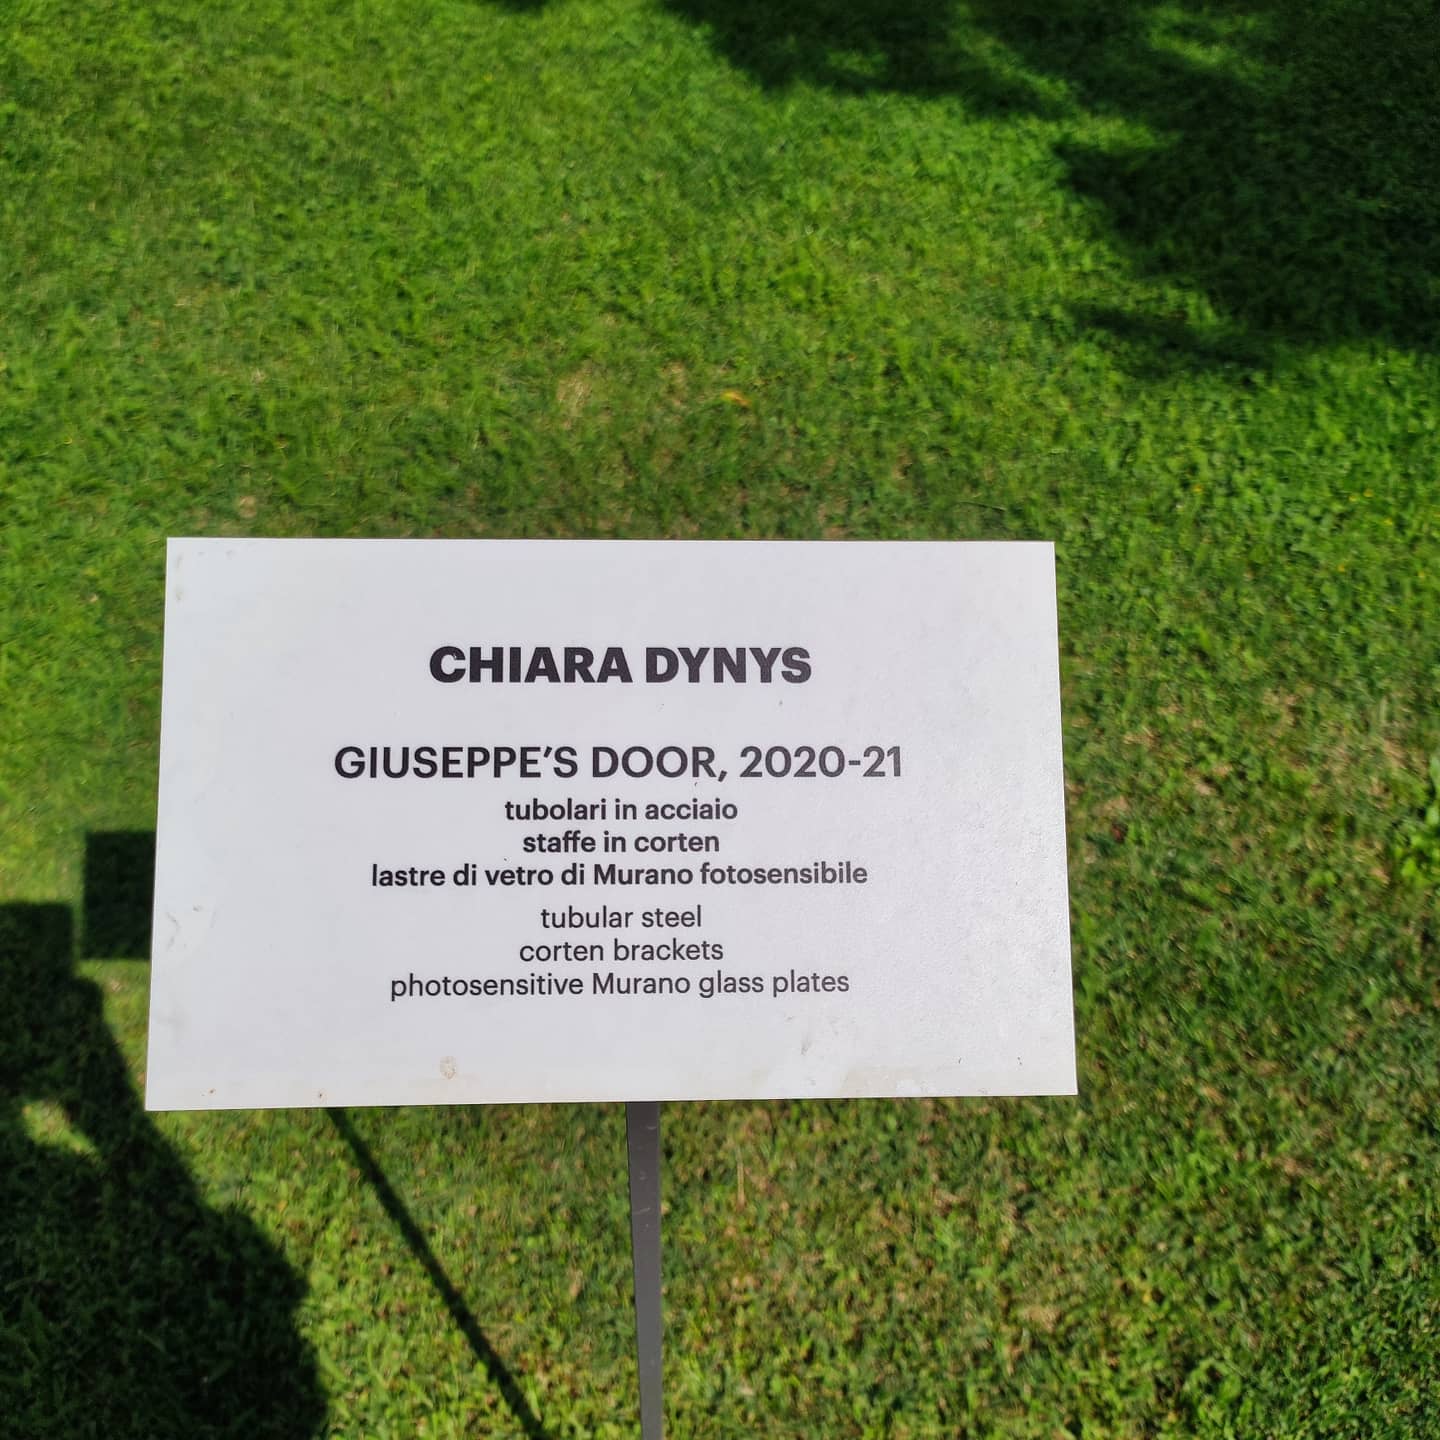 CHIARA DYNYS
GIUSEPPE’S DOOR, 2020-21
tubolari in acciaio
staffe in corten
lastre di vetro di Murano fotosensibile
tubular steel
corten brackets
photosensitive Murano glass plates